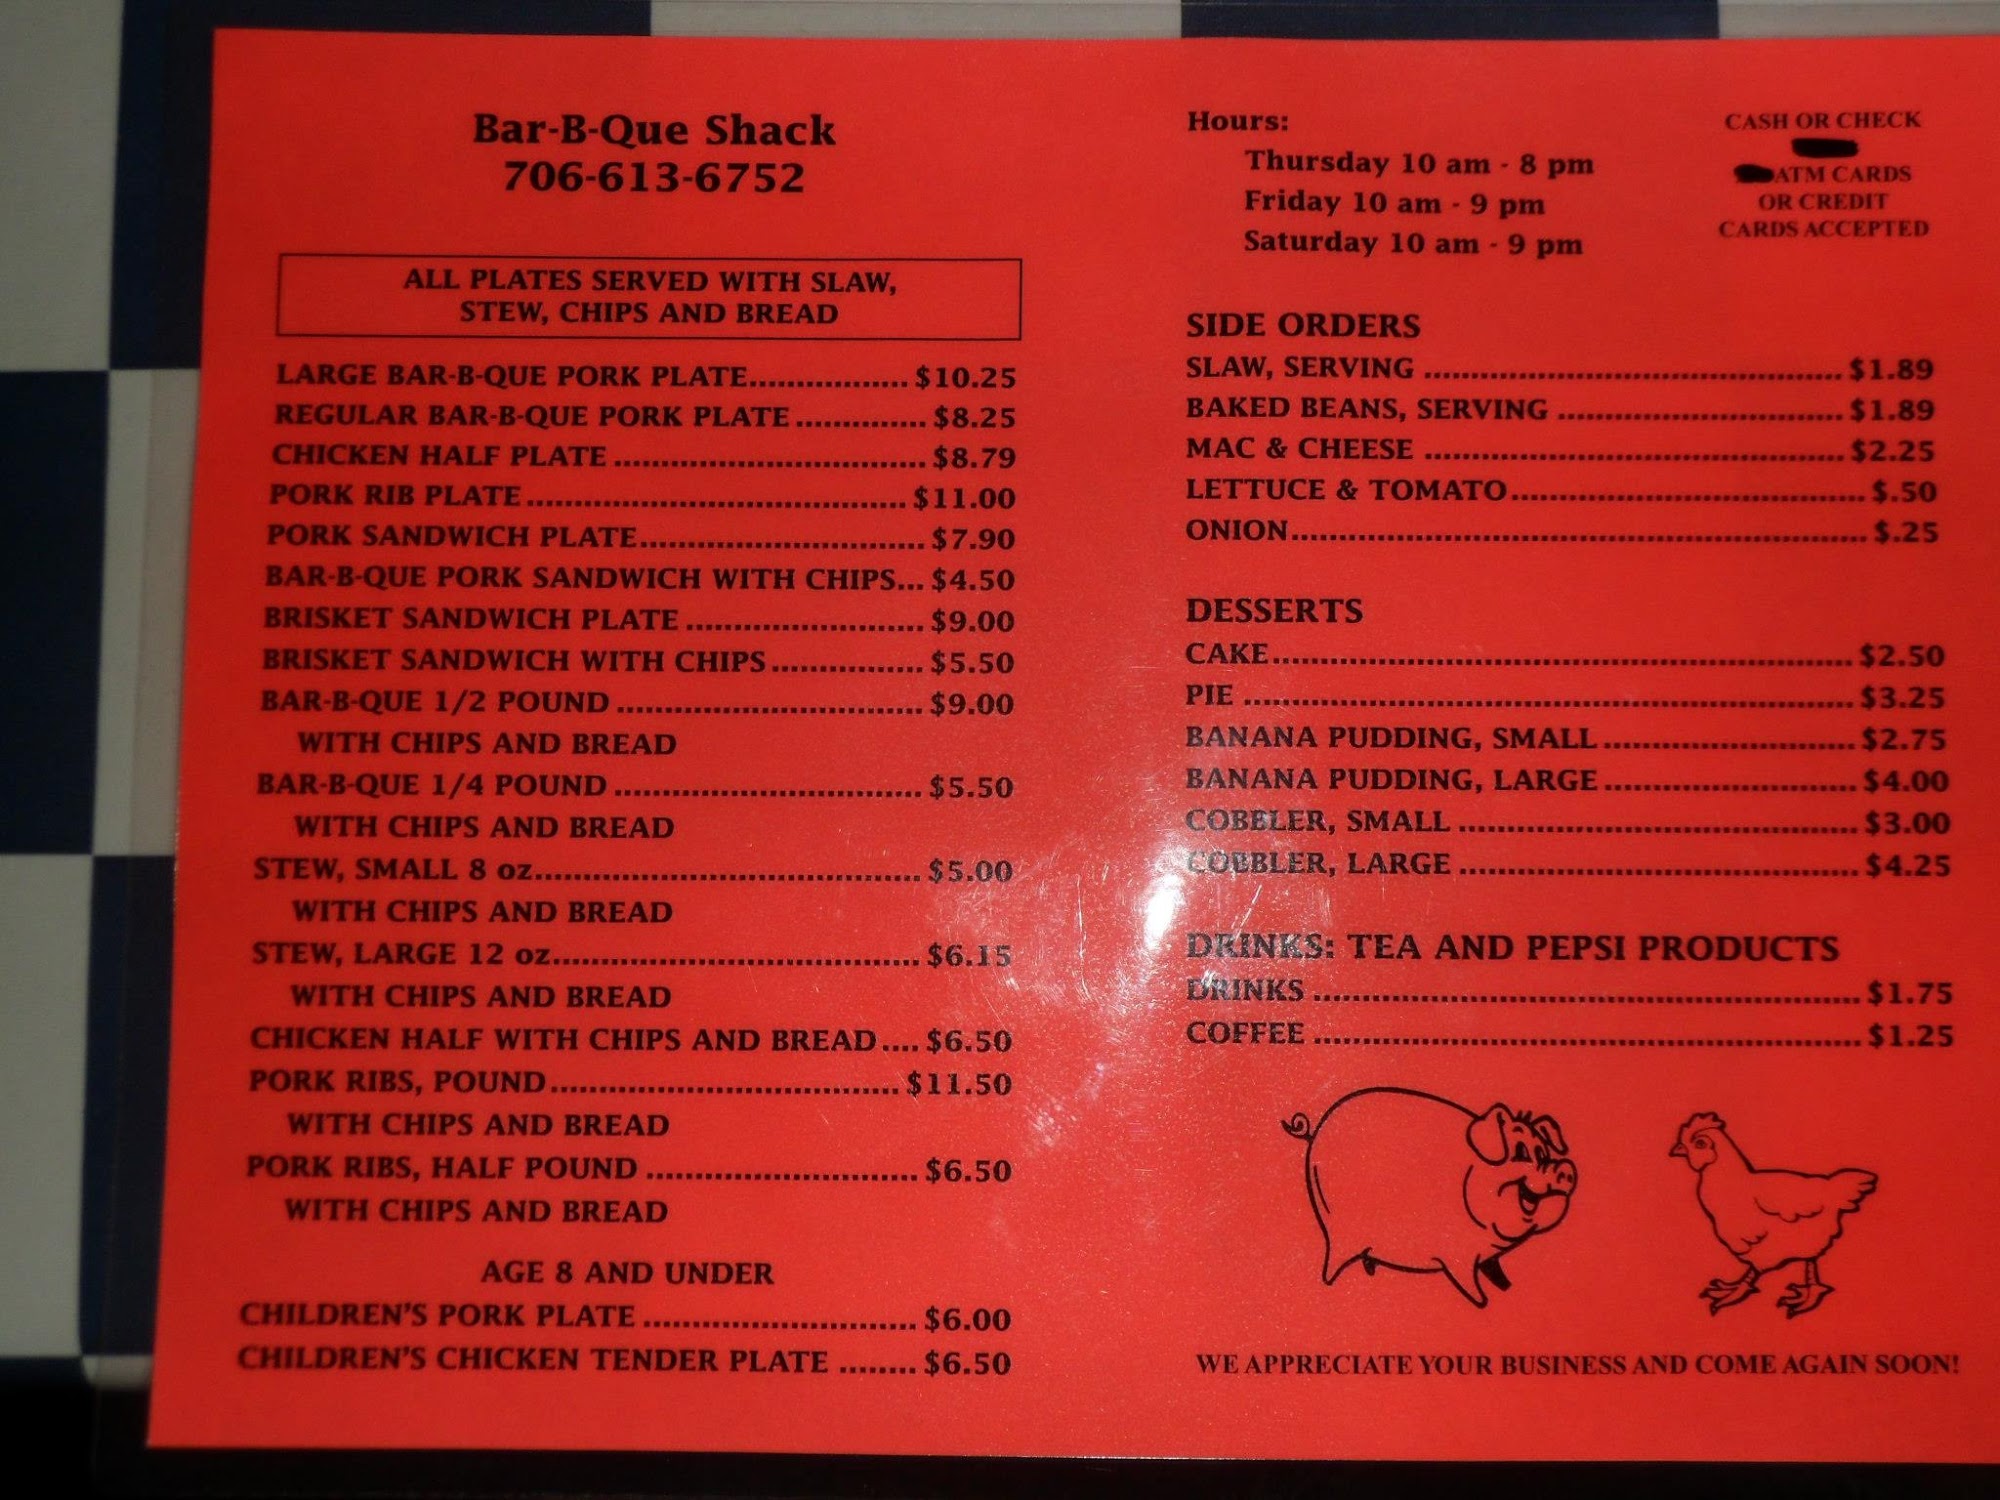 Bar-B-Que Shack
706-613-6752
ALL PLATES SERVED WITH SLAW,
STEW, CHIPS AND BREAD
LARGE BAR-B-QUE PORK PLATE................. $10.25
REGULAR BAR-B-QUE PORK PLATE .............. $8.25
CHICKEN HALF PLATE ................................. $8.79
PORK RIB PLATE ........................................ $11.00
PORK SANDWICH PLATE.............................. $7.90
BAR-B-QUE PORK SANDWICH WITH CHIPS... $4.50
BRISKET SANDWICH PLATE ......................... $9.00
BRISKET SANDWICH WITH CHIPS ................ $5.50
BAR-B-QUE 1/2 POUND ................................ $9.00
WITH CHIPS AND BREAD
BAR-B-QUE 1/4 POUND ................................ $5.50
WITH CHIPS AND BREAD
STEW, SMALL 8 oz........................................ $5.00
WITH CHIPS AND BREAD
STEW, LARGE 12 oz...................................... $6.15
WITH CHIPS AND BREAD
CHICKEN HALF WITH CHIPS AND BREAD .... $6.50
PORK RIBS, POUND.................................... $11.50
WITH CHIPS AND BREAD
PORK RIBS, HALF POUND ............................ $6.50
WITH CHIPS AND BREAD
AGE 8 AND UNDER
CHILDREN'S PORK PLATE ............................ $6.00
CHILDREN'S CHICKEN TENDER PLATE ........ $6.50
Hours:
Thursday 10 am - 8 pm
Friday 10 am - 9 pm
Saturday 10 am - 9 pm
CASH OR CHECK
ATM CARDS
OR CREDIT
CARDS ACCEPTED
SIDE ORDERS
SLAW, SERVING ........................................... $1.89
BAKED BEANS, SERVING .............................. $1.89
MAC & CHEESE ............................................ $2.25
LETTUCE & TOMATO..................................... $.50
ONION........................................................... $.25
DESSERTS
CAKE............................................................. $2.50
PIE ................................................................ $3.25
BANANA PUDDING, SMALL .......................... $2.75
BANANA PUDDING, LARGE .......................... $4.00
COBBLER, SMALL ......................................... $3.00
COBBLER, LARGE ......................................... $4.25
DRINKS: TEA AND PEPSI PRODUCTS
DRINKS ......................................................... $1.75
COFFEE ......................................................... $1.25
WE APPRECIATE YOUR BUSINESS AND COME AGAIN SOON!